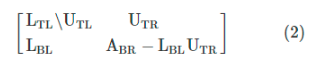 L_TL\U_TL U_TR
L_BL A_BR − L_BL U_TR (2)